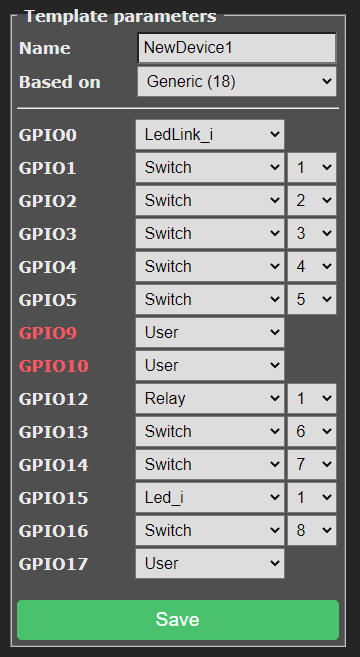 Template parameters
Name NewDevice1
Based on Generic (18)
GPIO0 LedLink_i
GPIO1 Switch 1
GPIO2 Switch 2
GPIO3 Switch 3
GPIO4 Switch 4
GPIO5 Switch 5
GPIO9 User
GPIO10 User
GPIO12 Relay 1
GPIO13 Switch 6
GPIO14 Switch 7
GPIO15 Led_i 1
GPIO16 Switch 8
GPIO17 User
Save